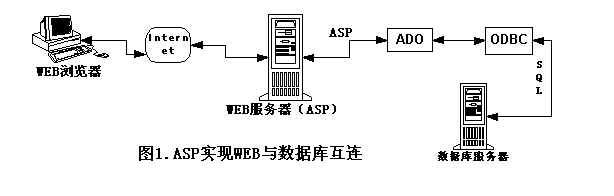 Intern
et
ASP
ADO
ODBC
SQL
WEB浏览器
WEB服务器（ASP）
数据库服务器
图1.ASP实现WEB与数据库互连